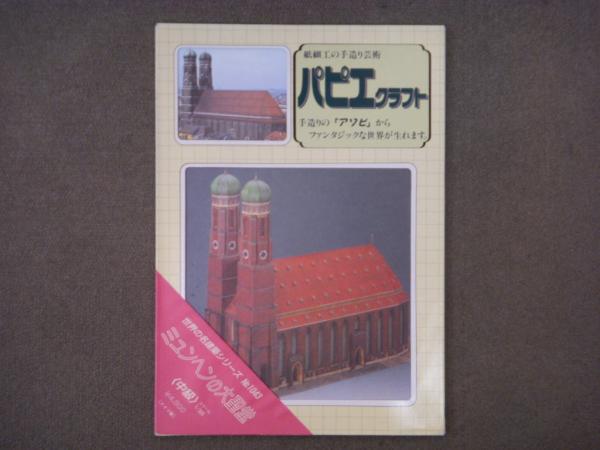 紙細工の手造り芸術
パピエクラフト
手造りの「アソビ」から
ファンタジックな世界が生れます。
世界の名建築シリーズ
ミュンヘンの大聖堂
〈中級〉